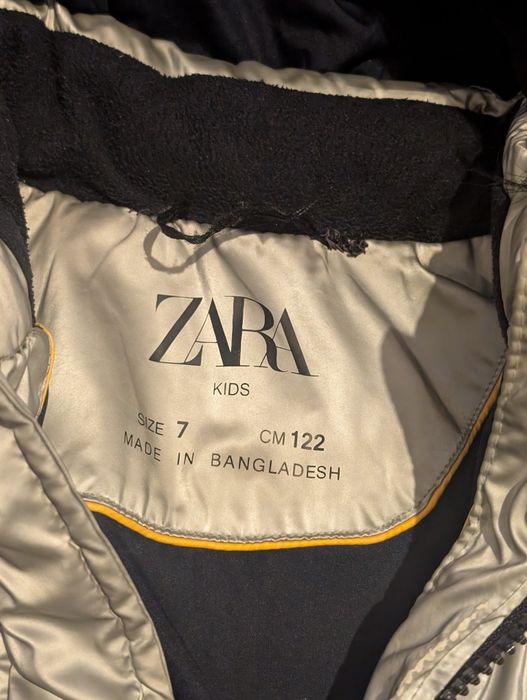 ZARA
KIDS
SIZE 7 CM 122
MADE IN BANGLADESH